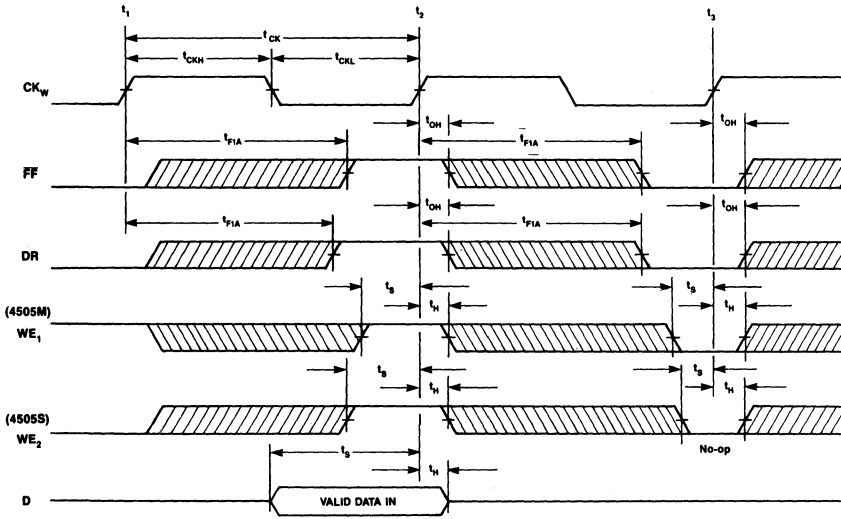 t1 t2 t3
tCK
tCKH tCKL
CKW
tOH tOH
tF1A tF1A
FF
tOH tOH
tF1A tF1A
DR
tS tH tS tH
(4505M)
WE1
tS tH tS tH
(4505S)
WE2
No-op
tS tH
D VALID DATA IN